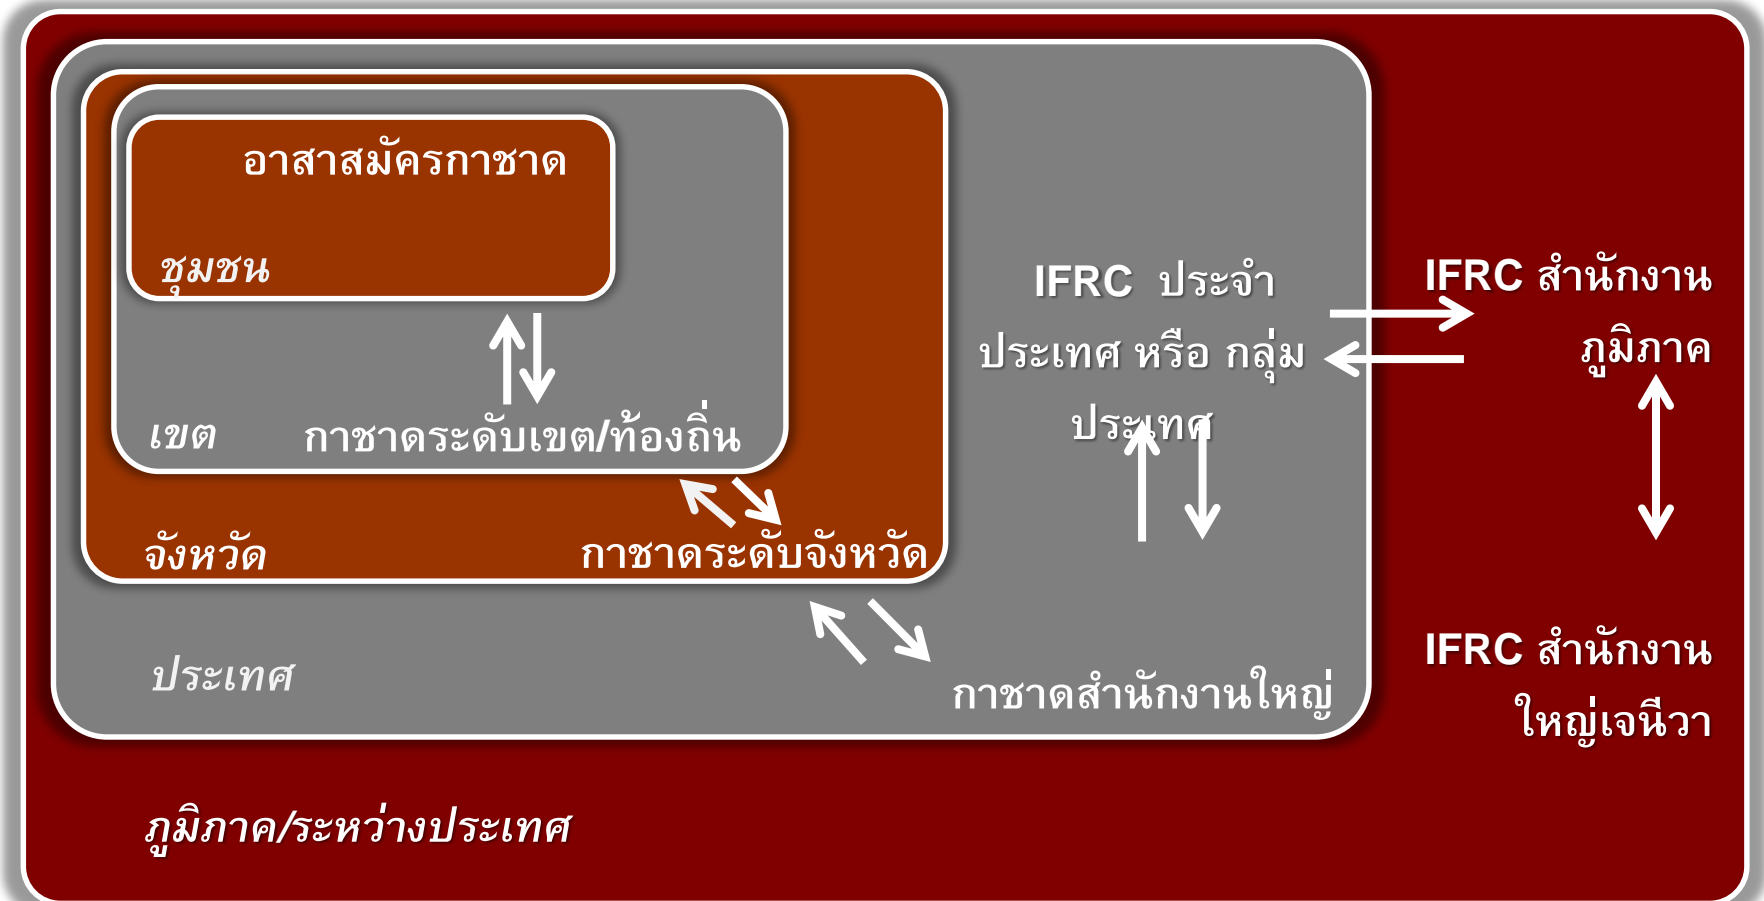 อาสาสมัครกาชาด
ชุมชน
เขต
กาชาดระดับเขต/ท้องถิ่น
จังหวัด
กาชาดระดับจังหวัด
ประเทศ
กาชาดสำนักงานใหญ่
IFRC ประจำ
ประเทศ หรือ กลุ่ม
ประเทศ
IFRC สำนักงาน
ภูมิภาค
IFRC สำนักงาน
ใหญ่เจนีวา
ภูมิภาค/ระหว่างประเทศ